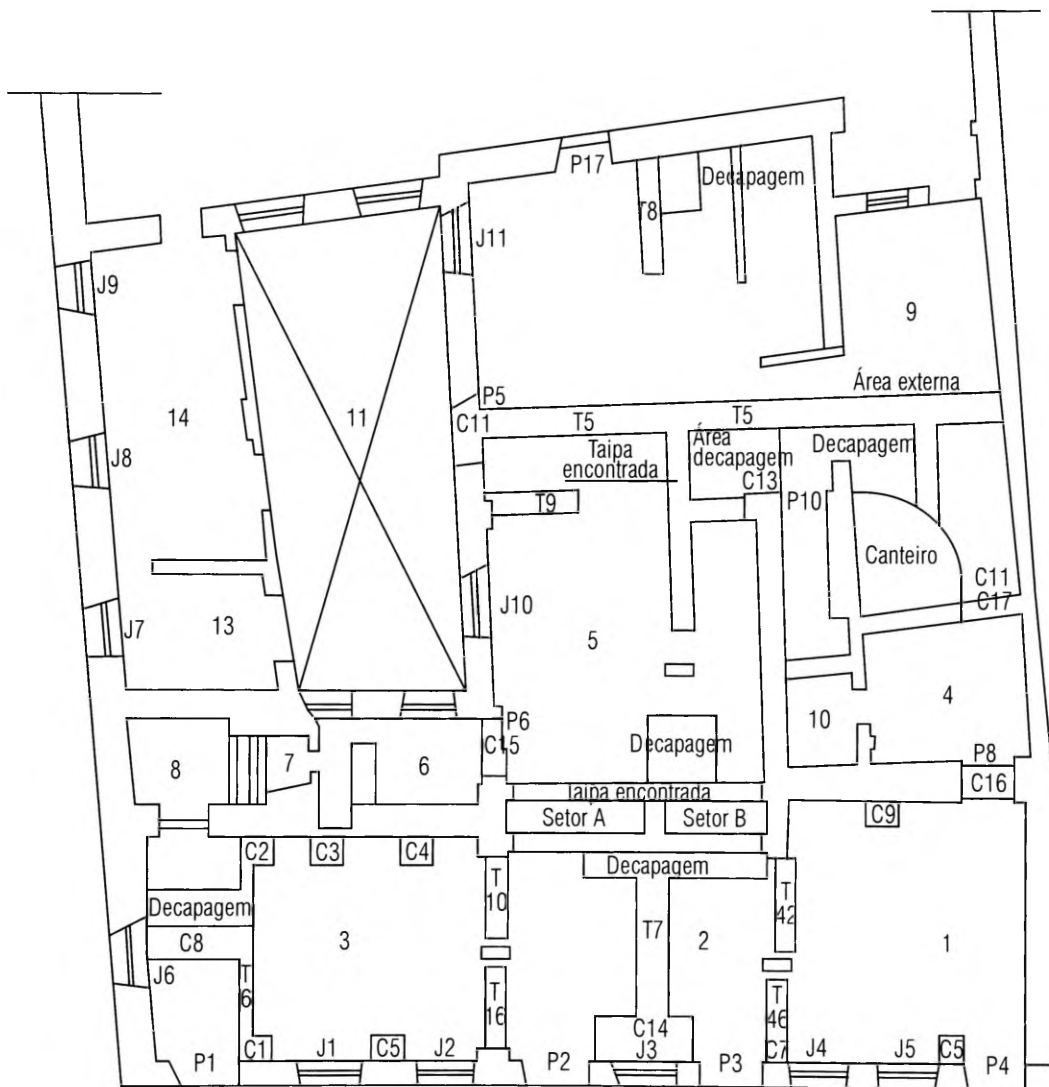 P17
Decapagem
T8
J11
J9
9
Área externa
P5
14
11
C11
T5
T5
Taipa
encontrada
Área
decapagem
Decapagem
J8
C13
T9
P10
Canteiro
C11
C17
J10
J7
13
5
4
10
P6
C15
Decapagem
P8
C16
8
7
6
Taipa encontrada
Setor A
Setor B
C9
C2
C3
C4
Decapagem
T
10
T
42
Decapagem
3
T7
2
1
C8
J6
T
6
T
16
T
46
C14
C1
J1
C5
J2
C7
J4
J5
C5
P1
P2
J3
P3
P4